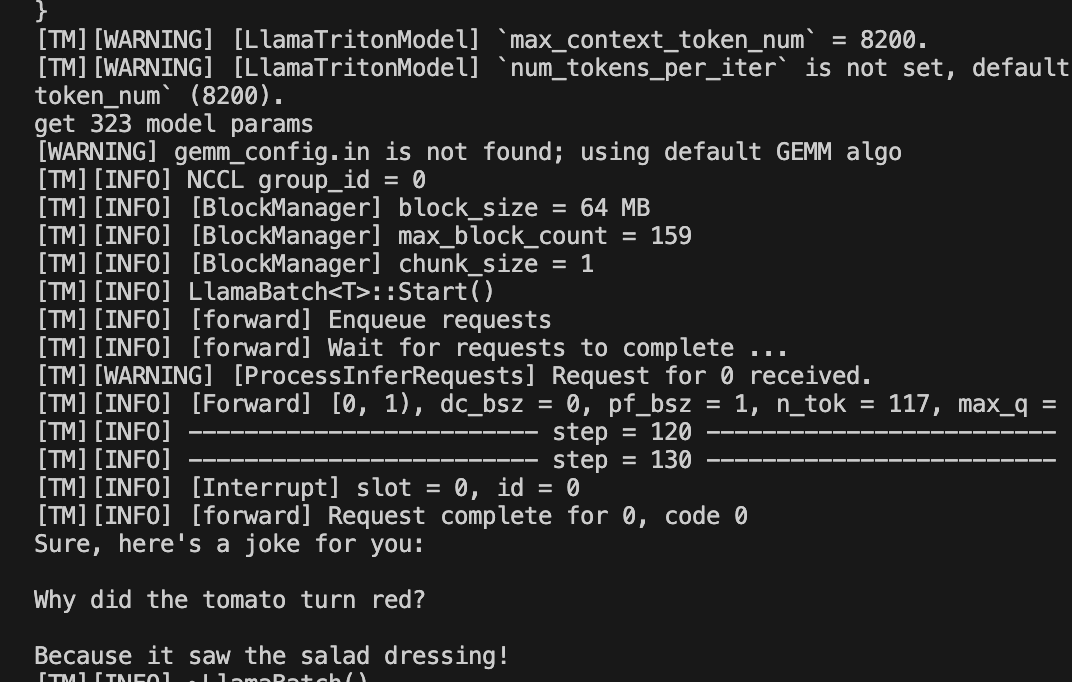 }
[TM][WARNING] [LlamaTritonModel] `max_context_token_num` = 8200.
[TM][WARNING] [LlamaTritonModel] `num_tokens_per_iter` is not set, default
token_num` (8200).
get 323 model params
[WARNING] gemm_config.in is not found; using default GEMM algo
[TM][INFO] NCCL group_id = 0
[TM][INFO] [BlockManager] block_size = 64 MB
[TM][INFO] [BlockManager] max_block_count = 159
[TM][INFO] [BlockManager] chunk_size = 1
[TM][INFO] LlamaBatch<T>::Start()
[TM][INFO] [forward] Enqueue requests
[TM][INFO] [forward] Wait for requests to complete ...
[TM][WARNING] [ProcessInferRequests] Request for 0 received.
[TM][INFO] [Forward] [0, 1), dc_bsz = 0, pf_bsz = 1, n_tok = 117, max_q =
[TM][INFO] ------------------------- step = 120 -------------------------
[TM][INFO] ------------------------- step = 130 -------------------------
[TM][INFO] [Interrupt] slot = 0, id = 0
[TM][INFO] [forward] Request complete for 0, code 0
Sure, here's a joke for you:
Why did the tomato turn red?
Because it saw the salad dressing!
[TM][INFO] ~LlamaBatch()